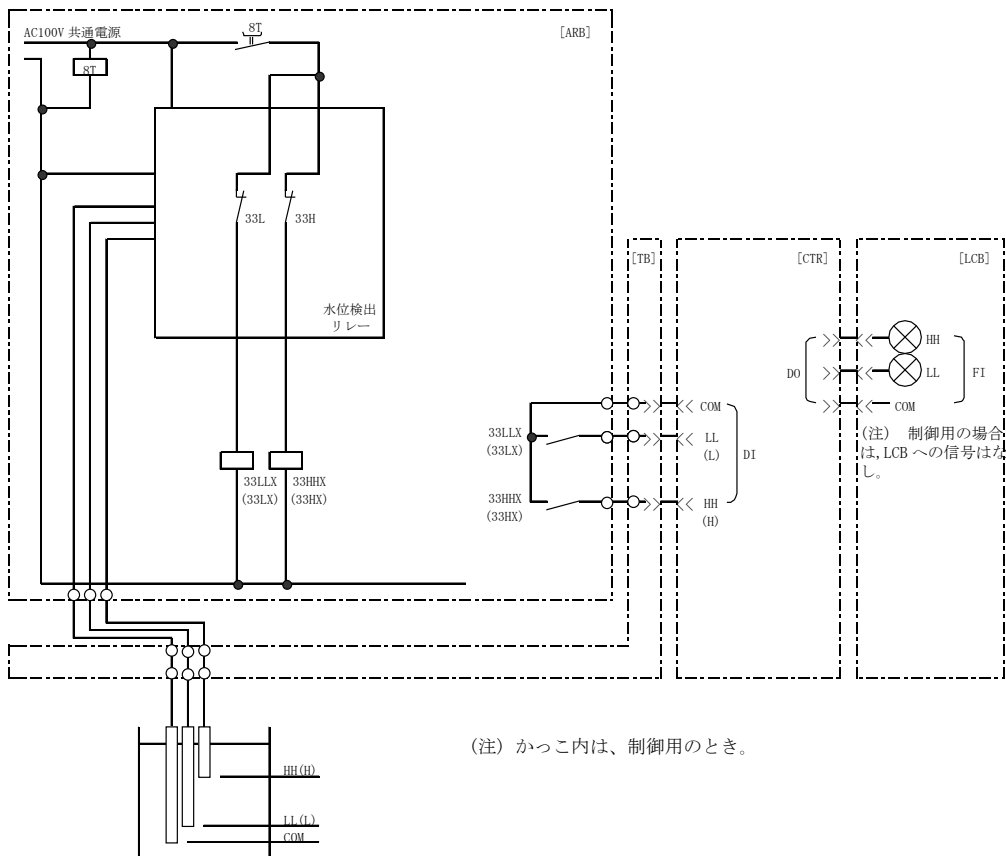 AC100V 共通電源
8T
[ARB]
8T
33L
33H
水位検出
リレー
[TB]
[CTR]
[LCB]
HH
DO
LL
FI
COM
(注) 制御用の場合
は,LCB への信号はな
し。
COM
33LLX
(33LX)
LL
(L)
DI
33HHX
(33HX)
HH
(H)
33LLX
(33LX)
33HHX
(33HX)
(注) かっこ内は、制御用のとき。
HH(H)
LL(L)
COM